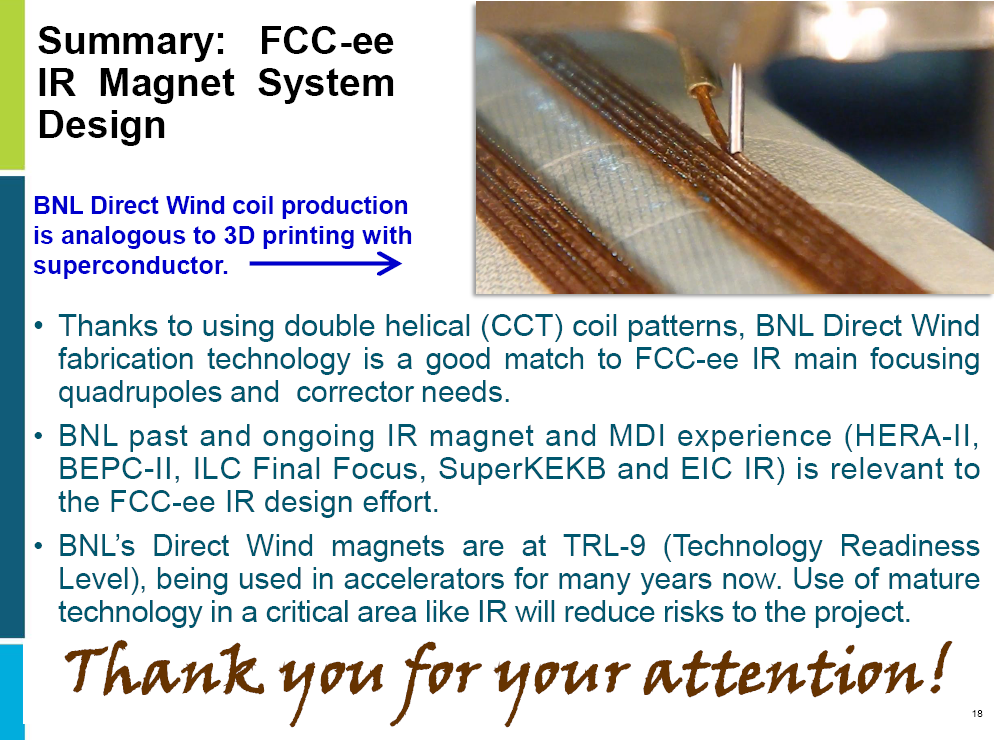 Summary: FCC-ee
IR Magnet System
Design
BNL Direct Wind coil production
is analogous to 3D printing with
superconductor.
• Thanks to using double helical (CCT) coil patterns, BNL Direct Wind
fabrication technology is a good match to FCC-ee IR main focusing
quadrupoles and corrector needs.
• BNL past and ongoing IR magnet and MDI experience (HERA-II,
BEPC-II, ILC Final Focus, SuperKEKB and EIC IR) is relevant to
the FCC-ee IR design effort.
• BNL’s Direct Wind magnets are at TRL-9 (Technology Readiness
Level), being used in accelerators for many years now. Use of mature
technology in a critical area like IR will reduce risks to the project.
Thank you for your attention!
18